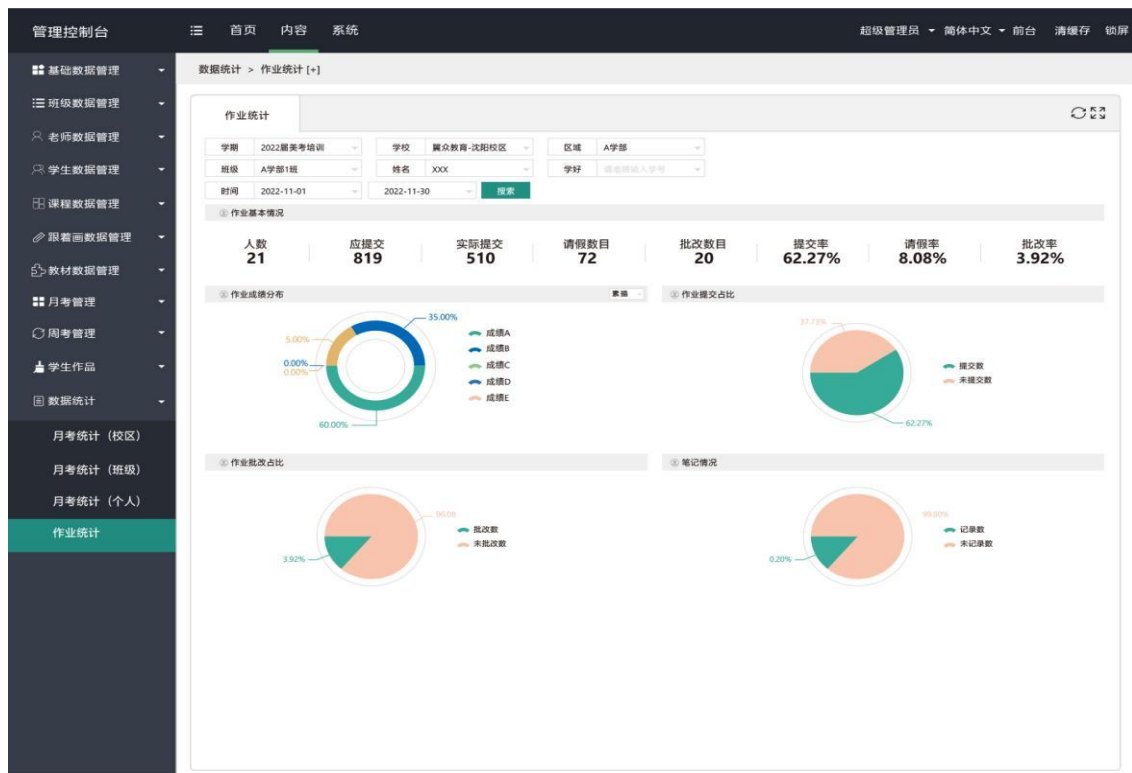 管理控制台
首页 内容 系统
超级管理员 简体中文 前台 清缓存 锁屏
基础数据管理
班级数据管理
老师数据管理
学生数据管理
课程数据管理
跟着画数据管理
教材数据管理
月考管理
周考管理
学生作品
数据统计
月考统计（校区）
月考统计（班级）
月考统计（个人）
作业统计
数据统计 > 作业统计 [+]
作业统计
学期 2022届美考培训 学校 翼众教育-沈阳校区 区域 A学部
班级 A学部1班 姓名 XXX 学好
时间 2022-11-01 2022-11-30 搜索
作业基本情况
人数 应提交 实际提交 请假数目 批改数目 提交率 请假率 批改率
21 819 510 72 20 62.27% 8.08% 3.92%
作业成绩分布 素描
35.00%
5.00%
0.00%
0.00%
60.00%
成绩A
成绩B
成绩C
成绩D
成绩E
作业提交占比
37.73%
62.27%
提交数
未提交数
作业批改占比
96.08
3.92%
批改数
未批改数
笔记情况
99.80%
0.20%
记录数
未记录数